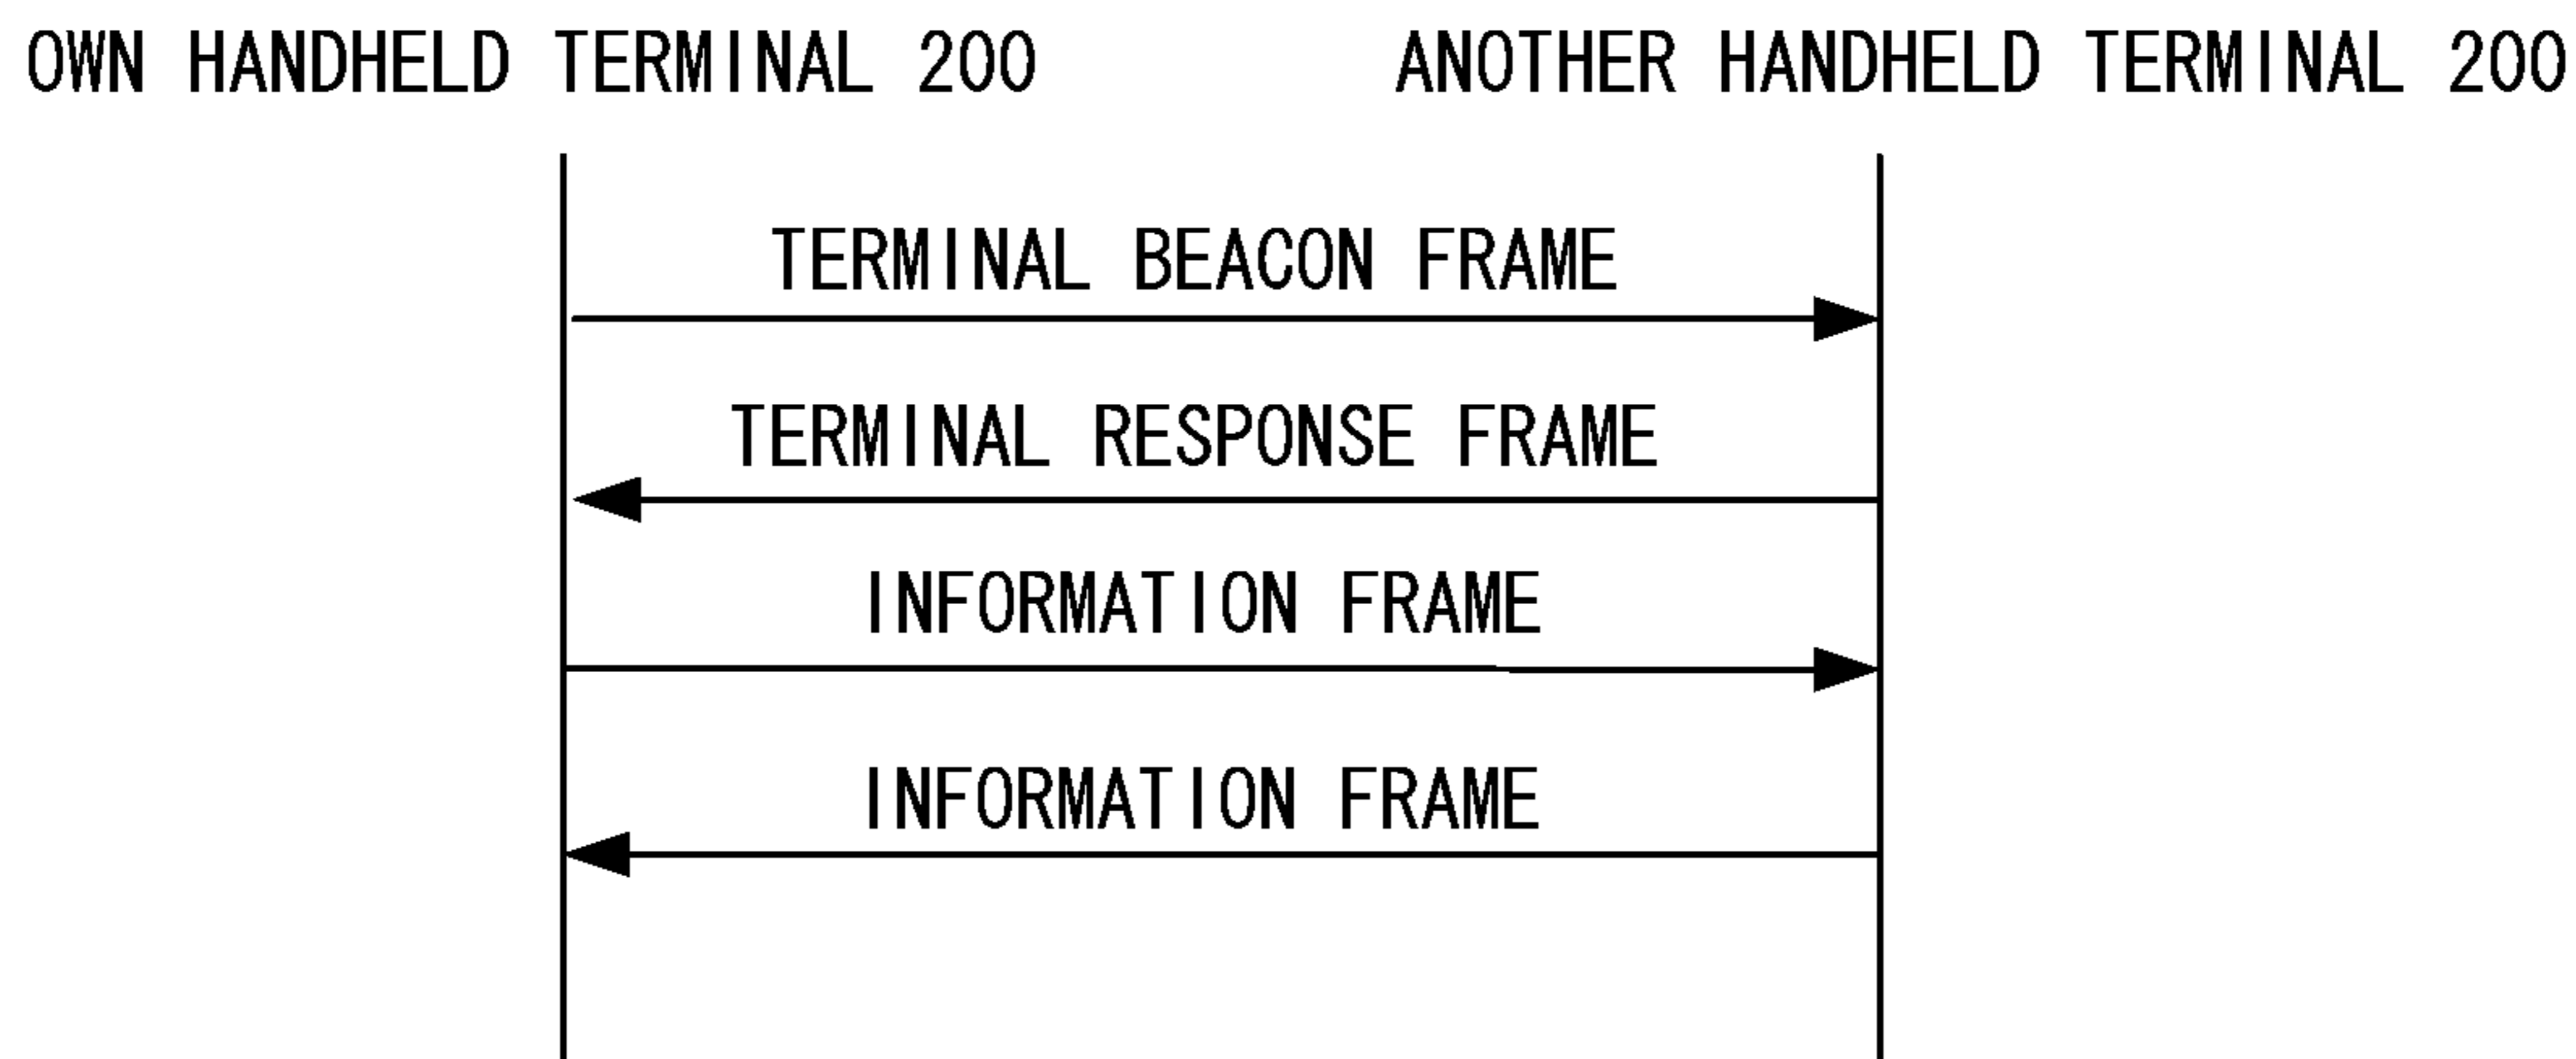 OWN HANDHELD TERMINAL 200
ANOTHER HANDHELD TERMINAL 200
TERMINAL BEACON FRAME
TERMINAL RESPONSE FRAME
INFORMATION FRAME
INFORMATION FRAME